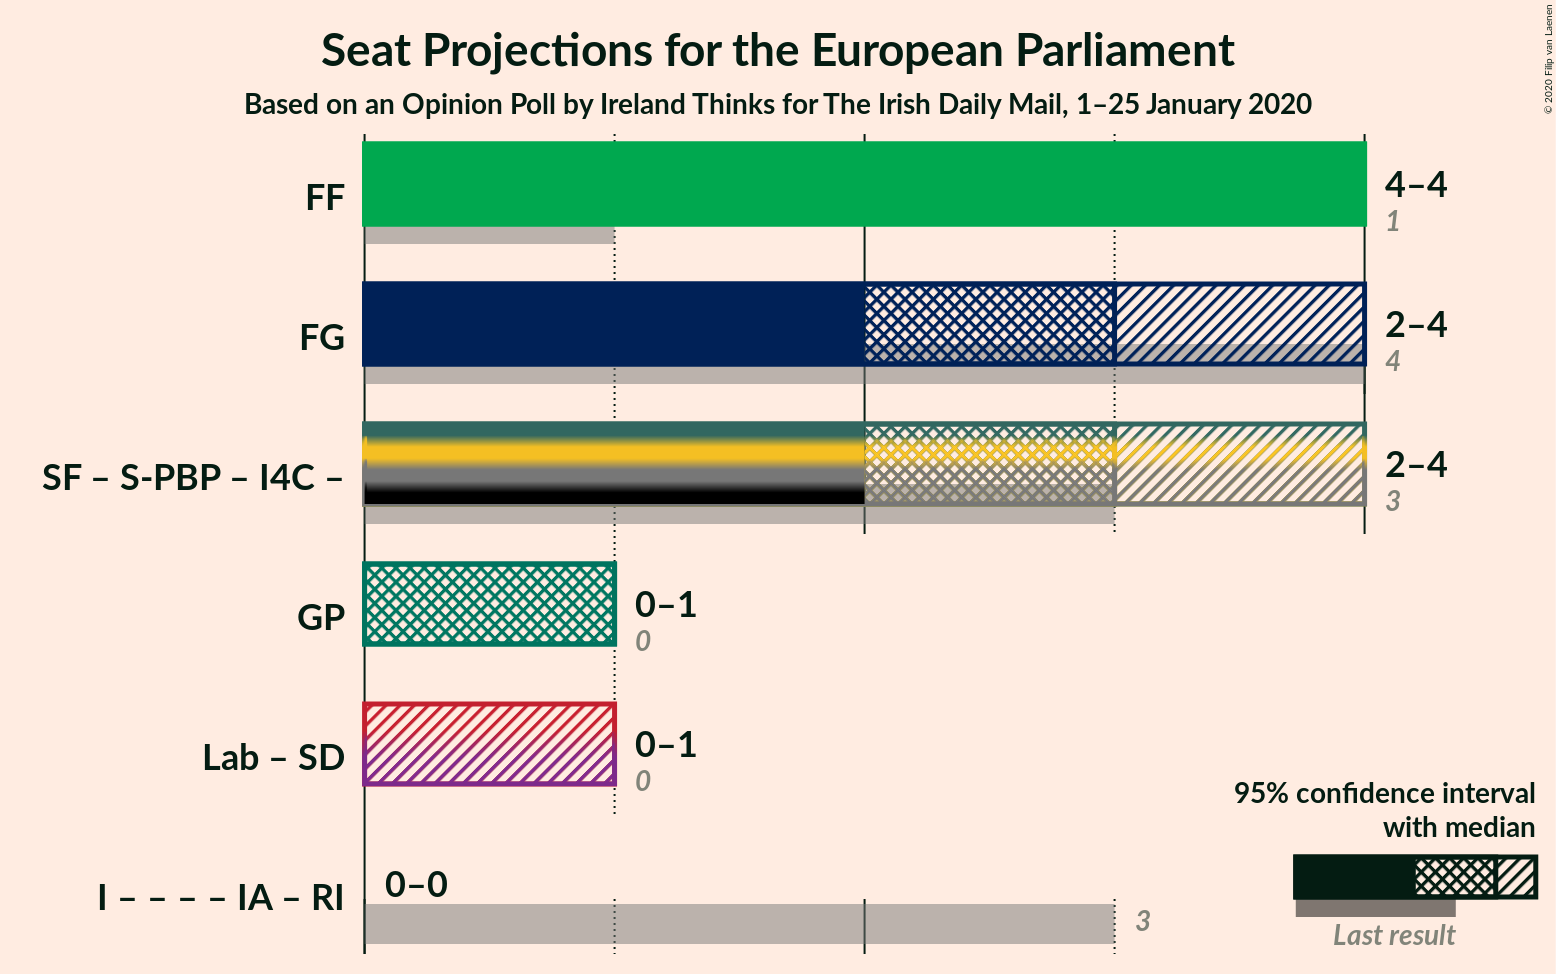 Seat Projections for the European Parliament
Based on an Opinion Poll by Ireland Thinks for The Irish Daily Mail, 1–25 January 2020
© 2020 Filip van Laenen
FF
4–4
1
FG
2–4
4
SF – S-PBP – I4C –
2–4
3
GP
0–1
0
Lab – SD
0–1
0
I – – – – IA – RI
0–0
3
95% confidence interval
with median
Last result